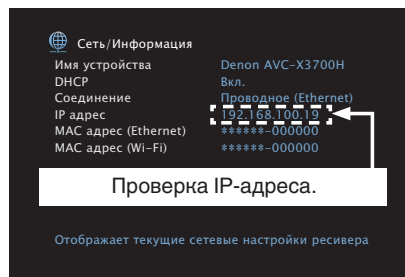 Сеть/Информация
Имя устройства Denon AVC-X3700H
DHCP Вкл.
Соединение Проводное (Ethernet)
IP адрес 192.168.100.19
MAC адрес (Ethernet) ******-000000
MAC адрес (Wi-Fi) ******-000000
Проверка IP-адреса.
Отображает текущие сетевые настройки ресивера